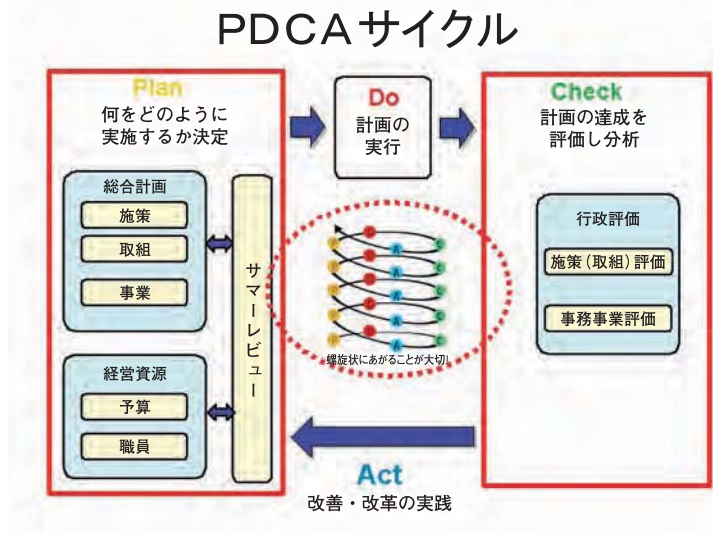 PDCAサイクル
Plan
何をどのように
実施するか決定
総合計画
施策
取組
事業
経営資源
予算
職員
サマーレビュー
Do
計画の
実行
Check
計画の達成を
評価し分析
行政評価
施策(取組)評価
事務事業評価
D
P
A
C
D
P
A
C
D
P
A
C
D
P
A
C
D
P
A
C
螺旋状にあがることが大切!
Act
改善・改革の実践